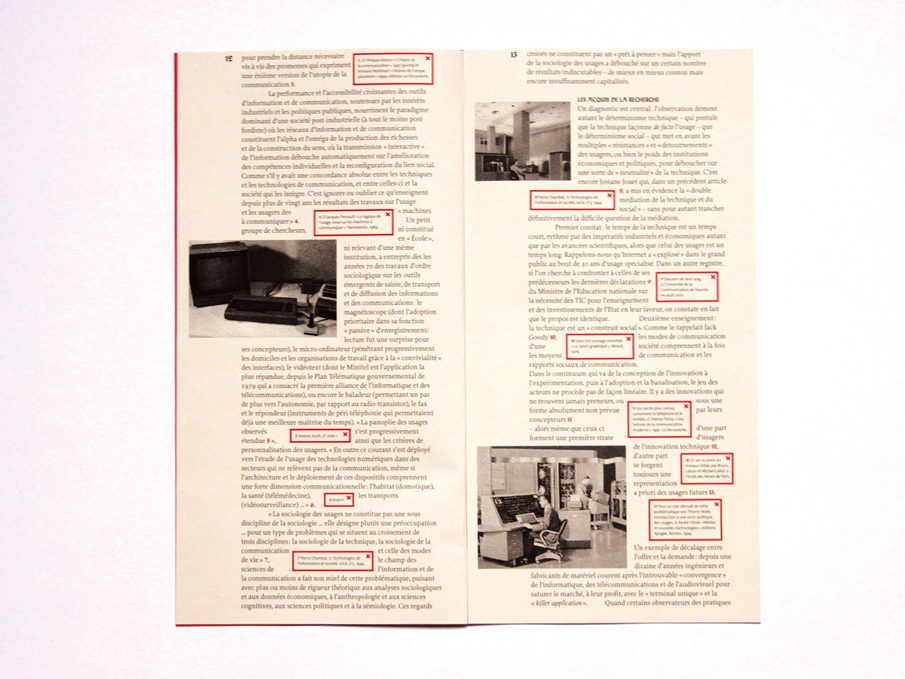 12
pour prendre la distance nécessaire
vis à vis des promesses qui expriment
une énième version de l'utopie de la
communication 3.
3 Cf. Philippe Breton « L'Utopie de
la communication », 1997 (poche) et
Armand Mattelart « Histoire de l'utopie
planétaire » 1999, éditions La Découverte.
La performance et l'accessibilité croissantes des outils
d'information et de communication, soutenues par les intérêts
industriels et les politiques publiques, nourrissent le paradigme
dominant d'une société post-industrielle (à tout le moins post-
fordiste) où les réseaux d'information et de communication
constituent l'alpha et l'oméga de la production des richesses
et de la construction du sens, où la transmission « interactive »
de l'information débouche automatiquement sur l'amélioration
des compétences individuelles et la reconfiguration du lien social.
Comme s'il y avait une concordance absolue entre les techniques
et les technologies de communication, et entre celles-ci et la
société qui les intègre. C'est ignorer ou oublier ce qu'enseignent
depuis plus de vingt ans les résultats des travaux sur l'usage
et les usagers des « machines
à communiquer » 4. Un petit
groupe de chercheurs, ni constitué
4 Cf Jacques Perriault « La logique de
l'usage, essai sur les machines à
communiquer », Flammarion, 1989.
en « École »,
ni relevant d'une même
institution, a entrepris dès les
années 70 des travaux d'ordre
sociologique sur les outils
émergents de saisie, de transport
et de diffusion des informations
et des communications : le
magnétoscope (dont l'adoption
prioritaire dans sa fonction
« passive » d'enregistrement/
lecture fut une surprise pour
ses concepteurs), le micro-ordinateur (pénétrant progressivement
les domiciles et les organisations de travail grâce à la « convivialité »
des interfaces), le vidéotext (dont le Minitel est l'application la
plus répandue, depuis le Plan Télématique gouvernemental de
1979 qui a consacré la première alliance de l'informatique et des
télécommunications), ou encore le baladeur (permettant un pas
de plus vers l'autonomie, par rapport au radio-transistor), le fax
et le répondeur (instruments de péri-téléphonie qui permettaient
déjà une meilleure maîtrise du temps). « La panoplie des usages
observés s'est progressivement
étendue 5 », ainsi que les critères de
5 Josiane Jouët, cf. note 1.
personnalisation des usagers. « En outre ce courant s'est déployé
vers l'étude de l'usage des technologies numériques dans des
secteurs qui ne relèvent pas de la communication, même si
l'architecture et le déploiement de ces dispositifs comprennent
une forte dimension communicationnelle : l'habitat (domotique),
la santé (télémédecine), les transports
(vidéosurveillance) ... » 6.
6 Ibidem.
« La sociologie des usages ne constitue pas une sous-
discipline de la sociologie ... elle désigne plutôt une préoccupation
... pour un type de problèmes qui se situent au croisement de
trois disciplines : la sociologie de la technique, la sociologie de la
communication et celle des modes
de vie » 7, le champ des
sciences de l'information et de
7 Pierre Chambat, in Technologies de
l'information et société, vol 6, n°3, 1994.
la communication a fait son miel de cette problématique, puisant
avec plus ou moins de rigueur théorique aux analyses sociologiques
et aux données économiques, à l'anthropologie et aux sciences
cognitives, aux sciences politiques et à la sémiologie. Ces regards
13
croisés ne constituent pas un « prêt à penser » mais l'apport
de la sociologie des usages a débouché sur un certain nombre
de résultats indiscutables – de mieux en mieux connus mais
encore insuffisamment capitalisés.
LES ACQUIS DE LA RECHERCHE
Un diagnostic est central : l'observation dément
autant le déterminisme technique – qui postule
que la technique façonne de facto l'usage – que
le déterminisme social – qui met en avant les
multiples « résistances » et « détournements »
des usagers, ou bien le poids des institutions
économiques et politiques, pour déboucher sur
une sorte de « neutralité » de la technique. C'est
encore Josiane Jouet qui, dans un précédent article
8, a mis en évidence la « double
médiation de la technique et du
social » – sans pour autant trancher
8 Pierre Chambat, in Technologies de
l'information et société, vol 6, n°3, 1994.
définitivement la difficile question de la médiation.
Premier constat : le temps de la technique est un temps
court, rythmé par des impératifs industriels et économiques autant
que par les avancées scientifiques, alors que celui des usages est un
temps long. Rappelons-nous qu'Internet a « explosé » dans le grand
public au bout de 30 ans d'usage spécialisé. Dans un autre registre,
si l'on cherche à confronter à celles de ses
prédécesseurs les dernières déclarations 9
du Ministre de l'Education nationale sur
la nécessité des TIC pour l'enseignement
9 Discours de Jack Lang
à l'Université de la
Communication de Hourtin
en août 2001.
et des investissements de l'Etat en leur faveur, on constate en fait
que le propos est identique. Deuxième enseignement :
la technique est un « construit social ». Comme le rappelait Jack
Goody 10, les modes de communication
d'une société comprennent à la fois
les moyens de communication et les
10 Dans son ouvrage essentiel,
« La raison graphique », Minuit,
1979.
rapports sociaux de communication.
Dans le continuum qui va de la conception de l'innovation à
l'expérimentation, puis à l'adoption et la banalisation, le jeu des
acteurs ne procède pas de façon linéaire. Il y a des innovations qui
ne trouvent jamais preneurs, ou sous une
forme absolument non prévue par leurs
concepteurs 11
– alors même que ceux ci d'une part
forment une première strate d'usagers
de l'innovation technique 12,
d'autre part
se forgent
toujours une
représentation
a priori des usages futurs 13.
Un exemple de décalage entre
l'offre et la demande : depuis une
dizaine d'années ingénieurs et
fabricants de matériel courent après l'introuvable « convergence »
de l'informatique, des télécommunications et de l'audiovisuel pour
saturer le marché, à leur profit, avec le « terminal unique » et la
« killer application ». Quand certains observateurs des pratiques